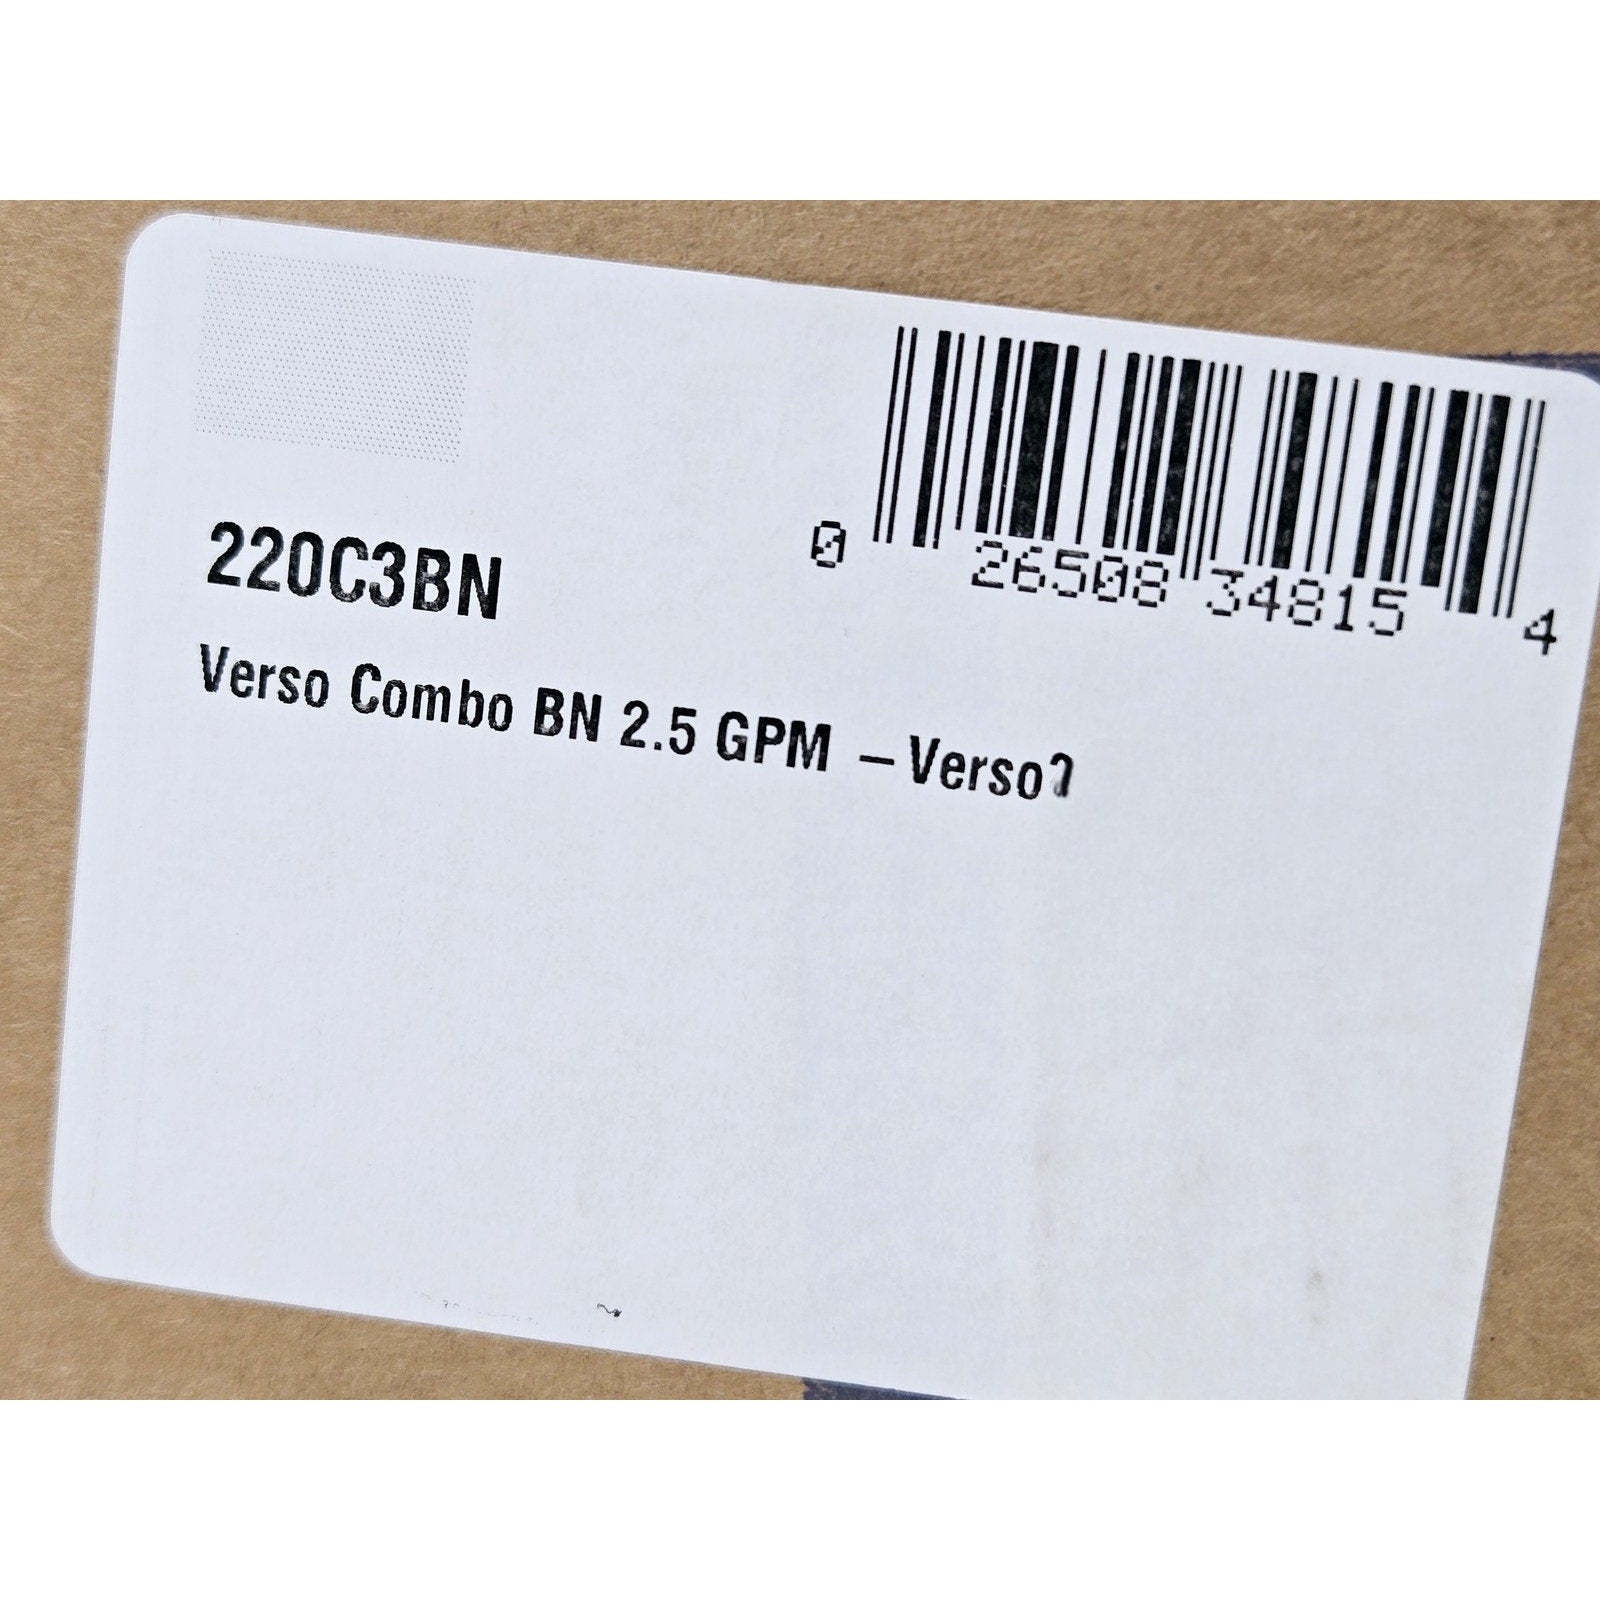 0 26508 34815 4
220C3BN
Verso Combo BN 2.5 GPM – Verso?